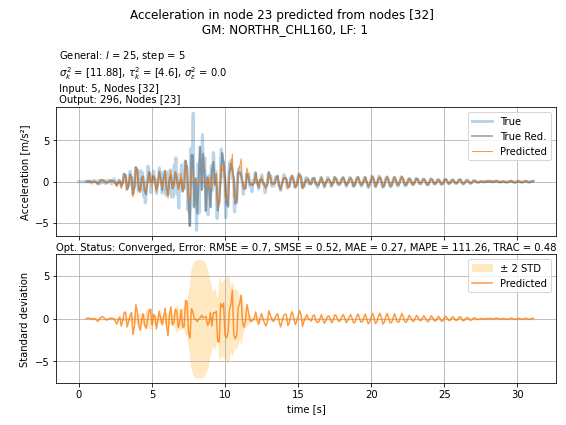 Acceleration in node 23 predicted from nodes [32]
GM: NORTHR_CHL160, LF: 1
General: l = 25, step = 5
σ²ₖ = [11.88], τ²ₖ = [4.6], σ²ε = 0.0
Input: 5, Nodes [32]
Output: 296, Nodes [23]
Acceleration [m/s²]
5
0
−5
True
True Red.
Predicted
Opt. Status: Converged, Error: RMSE = 0.7, SMSE = 0.52, MAE = 0.27, MAPE = 111.26, TRAC = 0.48
Standard deviation
5
0
−5
± 2 STD
Predicted
0 5 10 15 20 25 30
time [s]